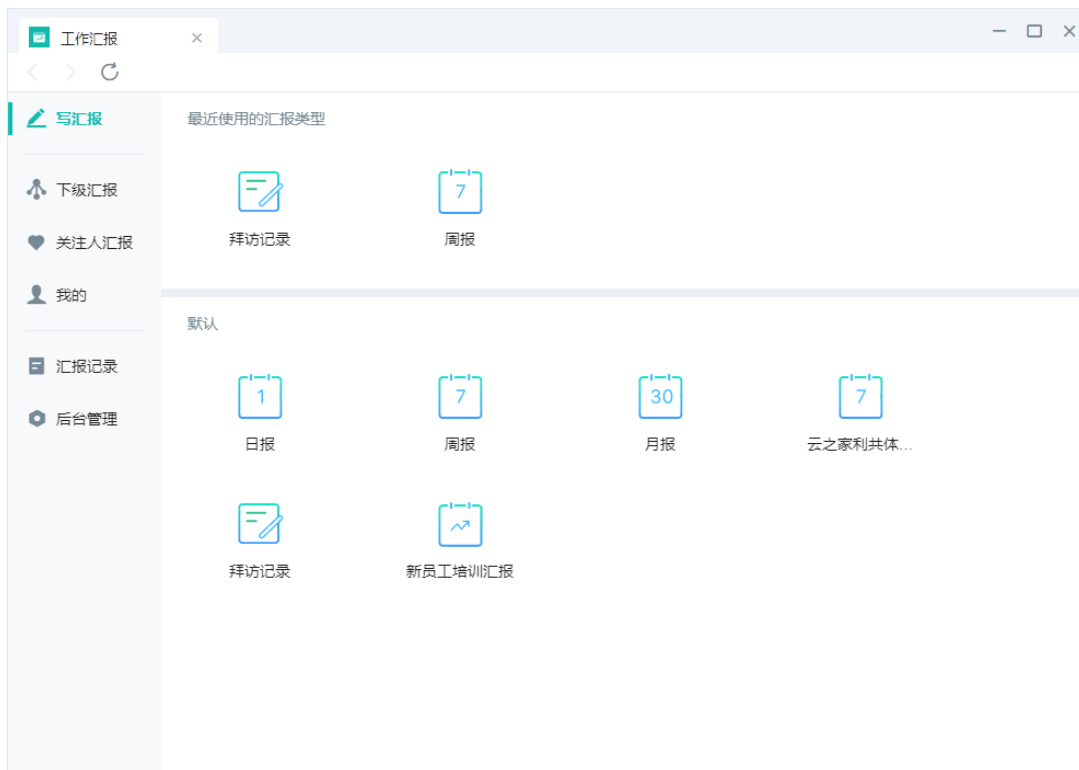 工作汇报
写汇报
下级汇报
关注人汇报
我的
汇报记录
后台管理
最近使用的汇报类型
拜访记录
7
周报
默认
1
日报
7
周报
30
月报
7
云之家利共体...
拜访记录
新员工培训汇报